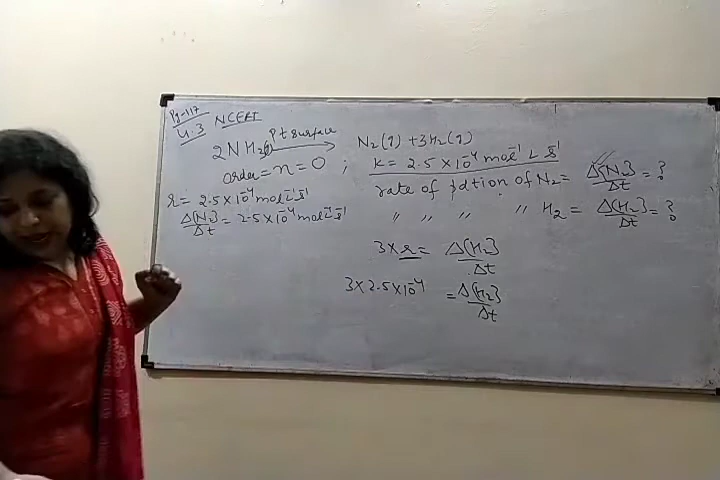 Pg-117
4.3 NCERT
2NH3(g) Pt surface → N2(g) + 3H2(g)
order = n = 0 ; K = 2.5 × 10⁻⁴ mol⁻¹ L S⁻¹
rate of pdtion of N2 = Δ[N2]/Δt = ?
" " " " H2 = Δ[H2]/Δt = ?
r = 2.5 × 10⁻⁴ mol L⁻¹ s⁻¹
Δ[N2]/Δt = 2.5 × 10⁻⁴ mol L⁻¹ s⁻¹
3 × r = Δ[H2]/Δt
3 × 2.5 × 10⁻⁴ = Δ[H2]/Δt